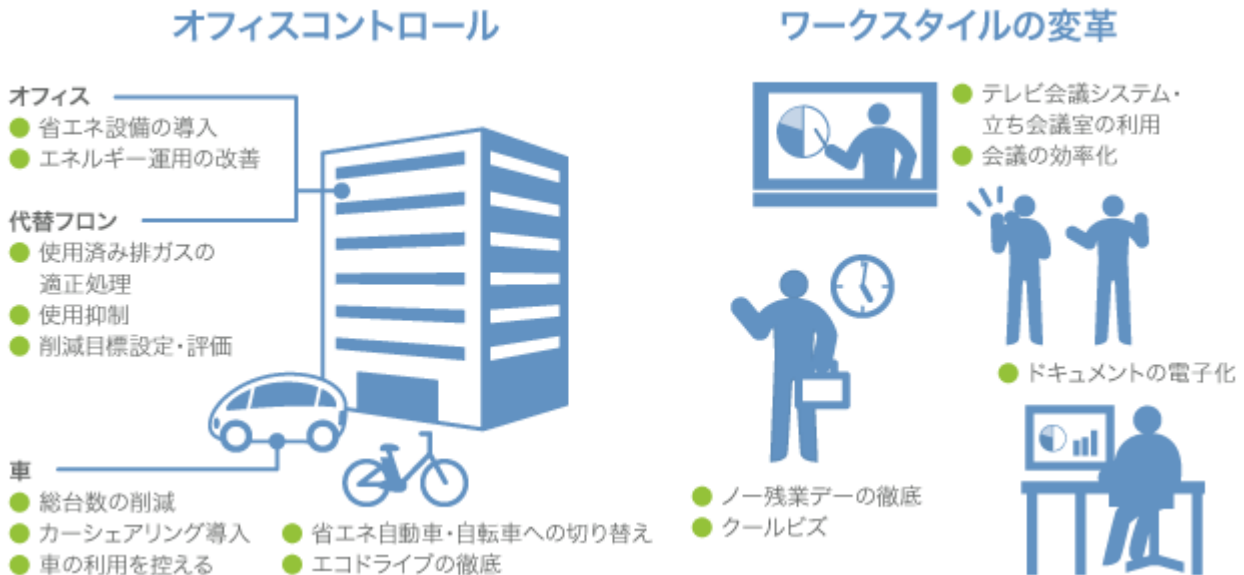 オフィスコントロール
オフィス
省エネ設備の導入
エネルギー運用の改善
代替フロン
使用済み排ガスの
適正処理
使用抑制
削減目標設定・評価
車
総台数の削減
カーシェアリング導入
車の利用を控える
省エネ自動車・自転車への切り替え
エコドライブの徹底
ワークスタイルの変革
テレビ会議システム・
立ち会議室の利用
会議の効率化
ドキュメントの電子化
ノー残業デーの徹底
クールビズ